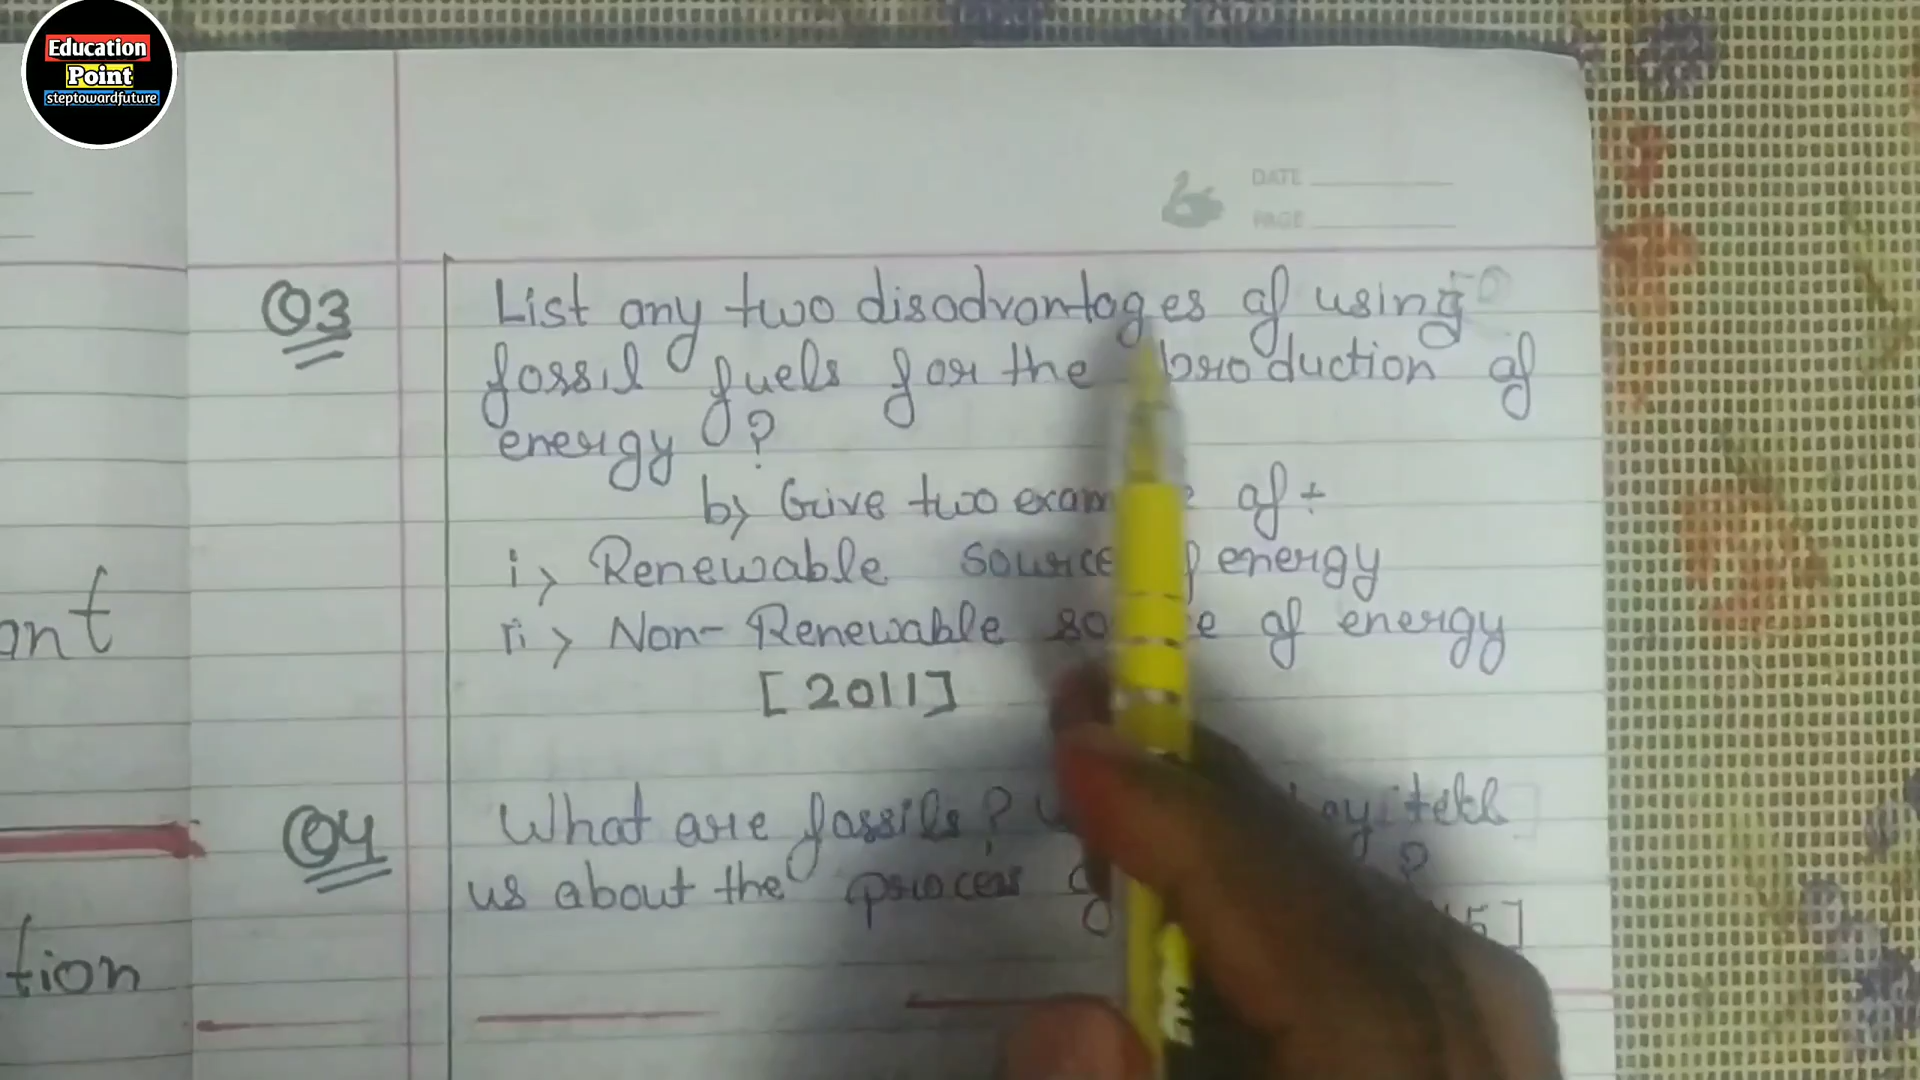 Education
Point
steptowardfuture
DATE
PAGE
Q3 List any two disadvantages of using
fossil fuels for the production of
energy ?
b> Give two of :
i > Renewable source energy
ii > Non-Renewable of energy
[2011]
ant
Q4 What are fossils? tell
us about the process ?
tion